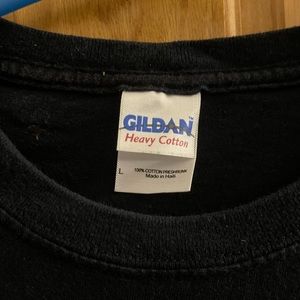 GILDAN
Heavy Cotton
L
100% COTTON PRESHRUNK
Made in Haiti